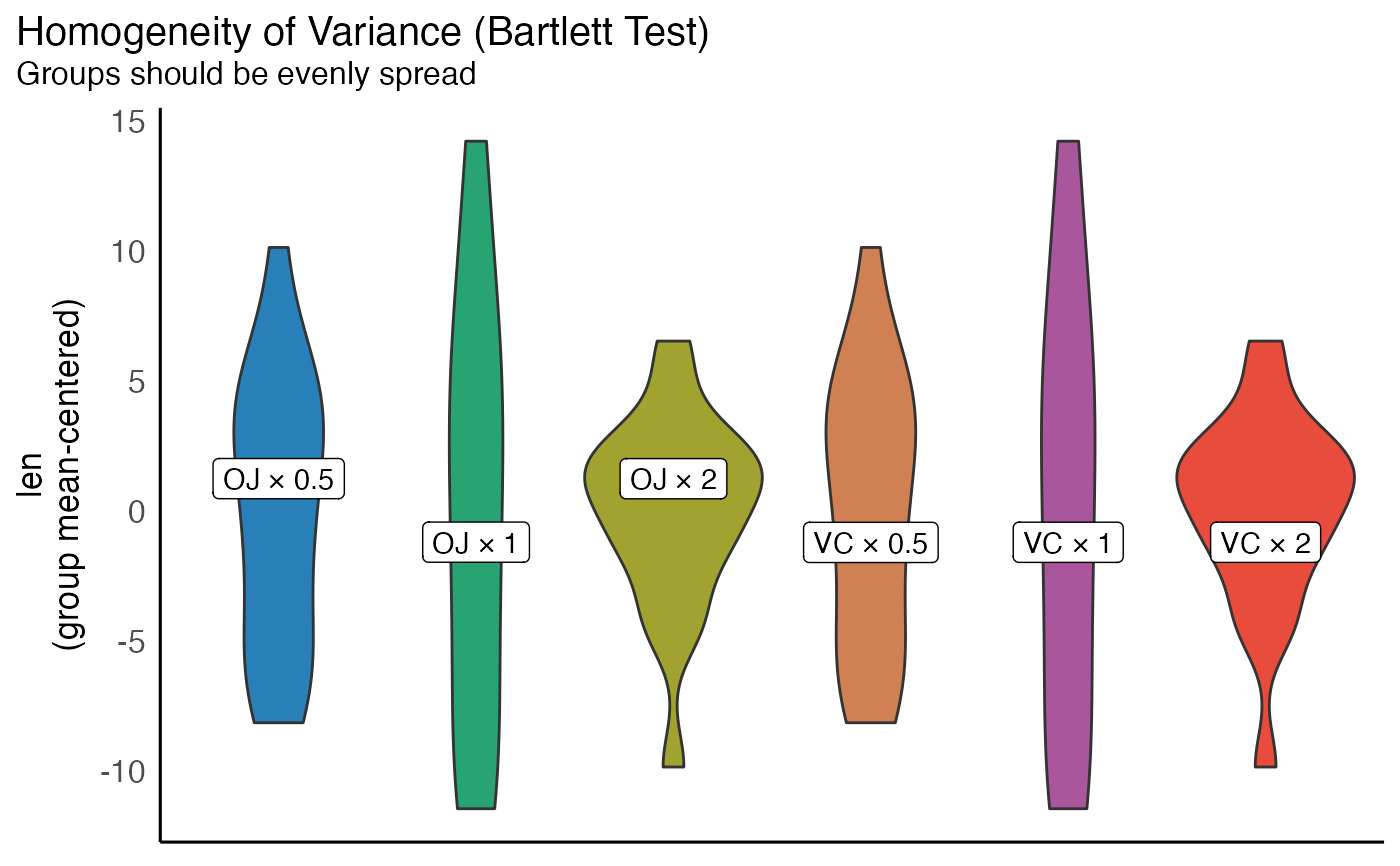 Homogeneity of Variance (Bartlett Test)
Groups should be evenly spread
15
10
5
0
-5
-10
len
(group mean-centered)
OJ × 0.5
OJ × 1
OJ × 2
VC × 0.5
VC × 1
VC × 2